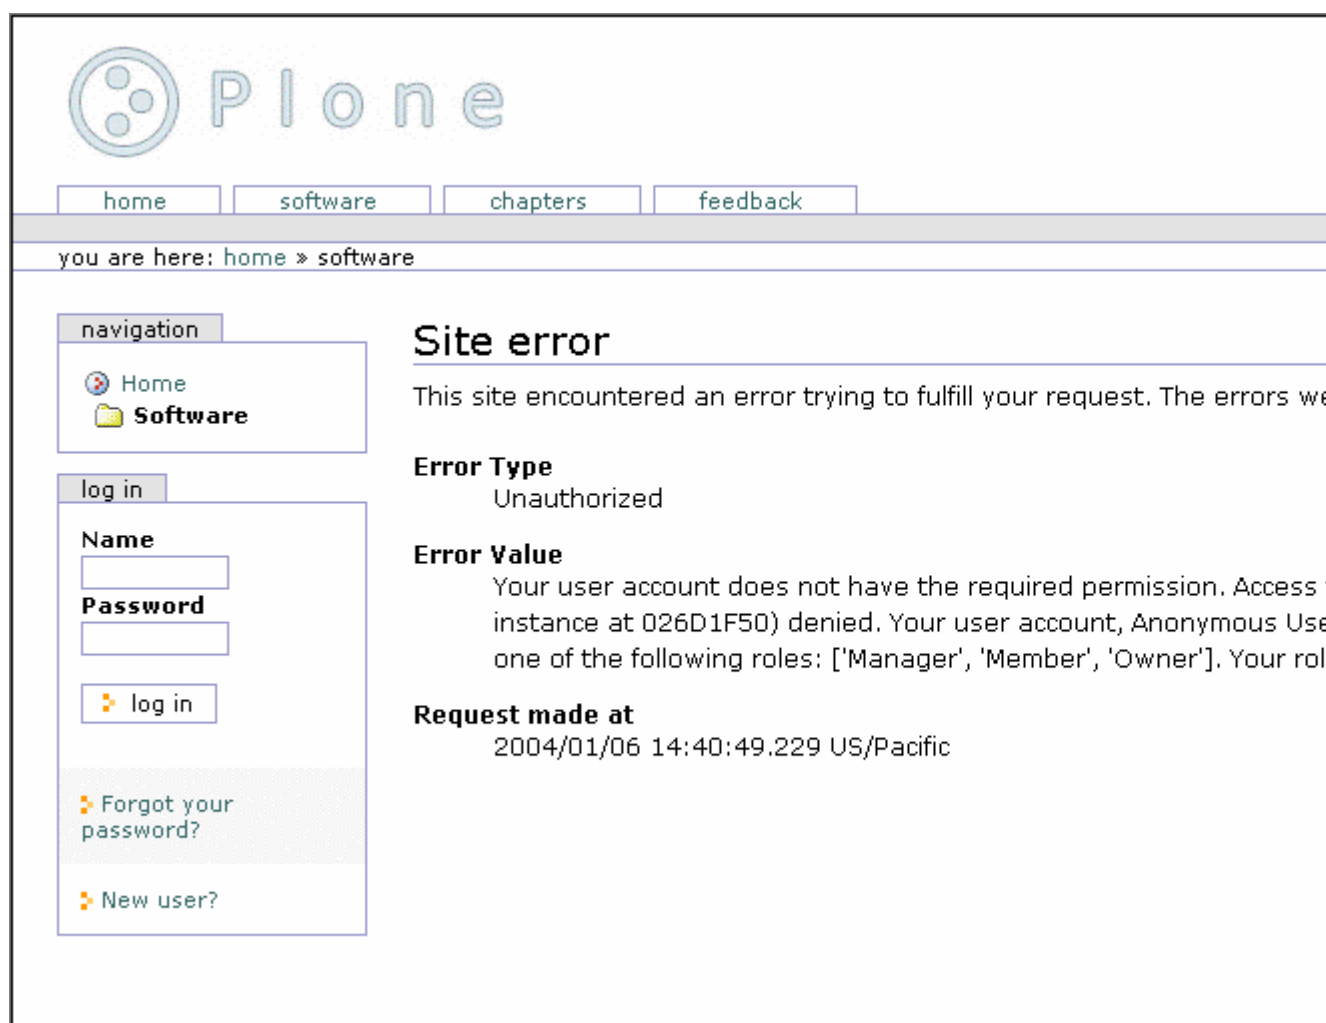 Plone
home software chapters feedback
you are here: home » software
navigation
Home
Software
log in
Name
Password
log in
Forgot your
password?
New user?
Site error
This site encountered an error trying to fulfill your request. The errors
Error Type
Unauthorized
Error Value
Your user account does not have the required permission. Access
instance at 026D1F50) denied. Your user account, Anonymous
one of the following roles: ['Manager', 'Member', 'Owner']. Your
Request made at
2004/01/06 14:40:49.229 US/Pacific